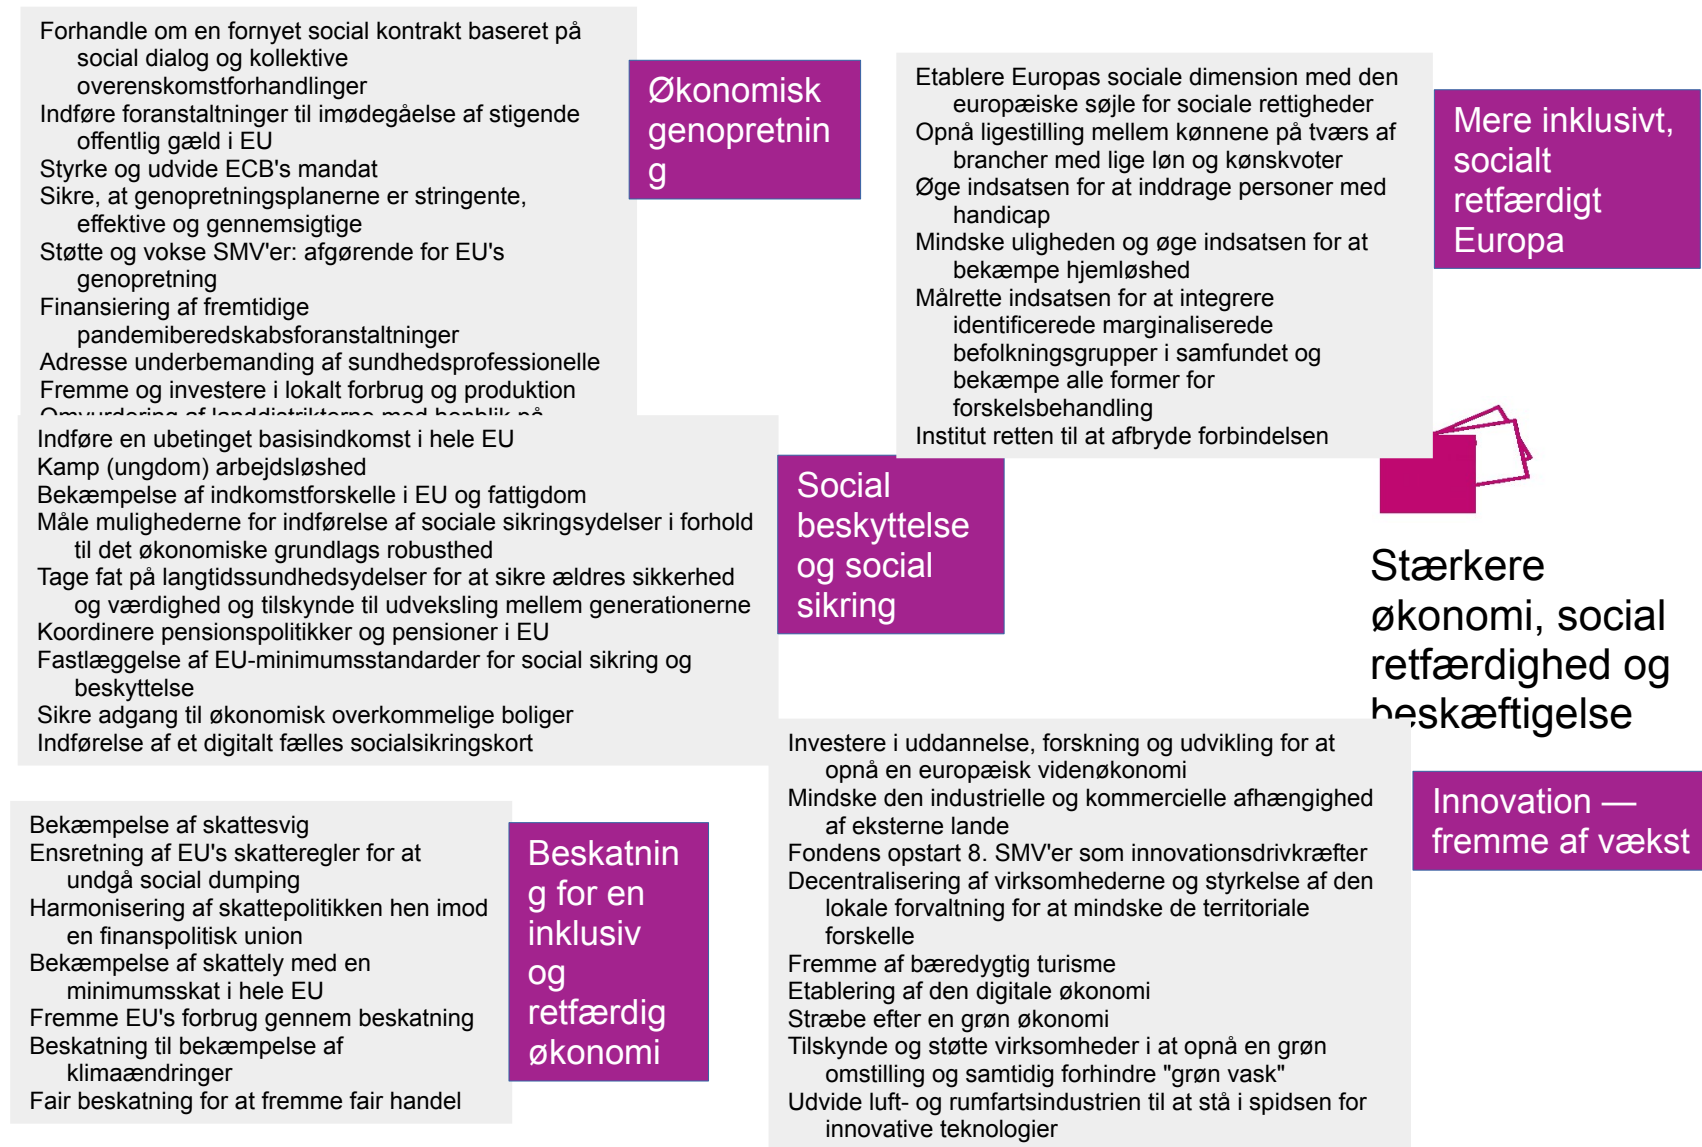 Forhandle om en fornyet social kontrakt baseret på
social dialog og kollektive
overenskomstforhandlinger
Indføre foranstaltninger til imødegåelse af stigende
offentlig gæld i EU
Styrke og udvide ECB's mandat
Sikre, at genopretningsplanerne er stringente,
effektive og gennemsigtige
Støtte og vokse SMV'er: afgørende for EU's
genopretning
Finansiering af fremtidige
pandemiberedskabsforanstaltninger
Adresse underbemanding af sundhedsprofessionelle
Fremme og investere i lokalt forbrug og produktion
Omvurdering af landdistrikterne med henblik på
Økonomisk
genopretnin
g
Etablere Europas sociale dimension med den
europæiske søjle for sociale rettigheder
Opnå ligestilling mellem kønnene på tværs af
brancher med lige løn og kønskvoter
Øge indsatsen for at inddrage personer med
handicap
Mindske uligheden og øge indsatsen for at
bekæmpe hjemløshed
Målrette indsatsen for at integrere
identificerede marginaliserede
befolkningsgrupper i samfundet og
bekæmpe alle former for
forskelsbehandling
Institut retten til at afbryde forbindelsen
Mere inklusivt,
socialt
retfærdigt
Europa
Indføre en ubetinget basisindkomst i hele EU
Kamp (ungdom) arbejdsløshed
Bekæmpelse af indkomstforskelle i EU og fattigdom
Måle mulighederne for indførelse af sociale sikringsydelser i forhold
til det økonomiske grundlags robusthed
Tage fat på langtidssundhedsydelser for at sikre ældres sikkerhed
og værdighed og tilskynde til udveksling mellem generationerne
Koordinere pensionspolitikker og pensioner i EU
Fastlæggelse af EU-minimumsstandarder for social sikring og
beskyttelse
Sikre adgang til økonomisk overkommelige boliger
Indførelse af et digitalt fælles socialsikringskort
Social
beskyttelse
og social
sikring
Stærkere
økonomi, social
retfærdighed og
beskæftigelse
Bekæmpelse af skattesvig
Ensretning af EU's skatteregler for at
undgå social dumping
Harmonisering af skattepolitikken hen imod
en finanspolitisk union
Bekæmpelse af skattely med en
minimumsskat i hele EU
Fremme EU's forbrug gennem beskatning
Beskatning til bekæmpelse af
klimaændringer
Fair beskatning for at fremme fair handel
Beskatnin
g for en
inklusiv
og
retfærdig
økonomi
Investere i uddannelse, forskning og udvikling for at
opnå en europæisk videnøkonomi
Mindske den industrielle og kommercielle afhængighed
af eksterne lande
Fondens opstart 8. SMV'er som innovationsdrivkræfter
Decentralisering af virksomhederne og styrkelse af den
lokale forvaltning for at mindske de territoriale
forskelle
Fremme af bæredygtig turisme
Etablering af den digitale økonomi
Stræbe efter en grøn økonomi
Tilskynde og støtte virksomheder i at opnå en grøn
omstilling og samtidig forhindre "grøn vask"
Udvide luft- og rumfartsindustrien til at stå i spidsen for
innovative teknologier
Innovation —
fremme af vækst